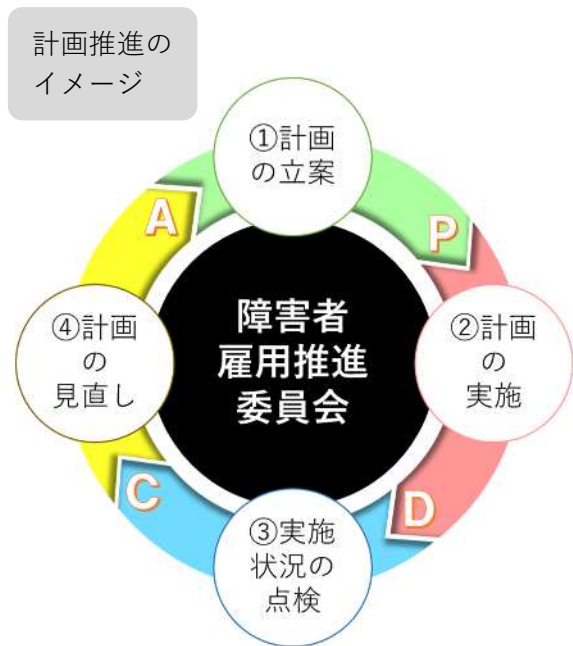 計画推進の
イメージ
①計画
の立案
P
②計画
の
実施
D
③実施
状況の
点検
C
④計画
の
見直し
A
障害者
雇用推進
委員会